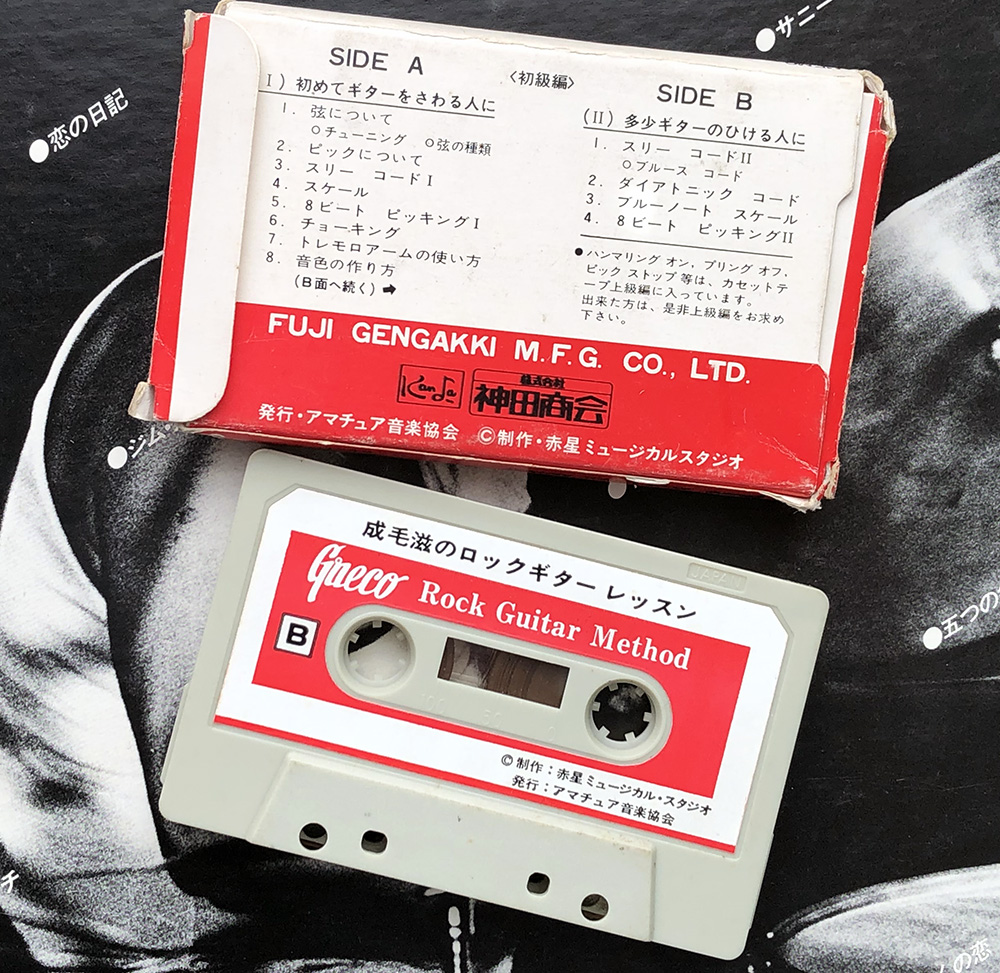 ●サニー
●恋の日記
SIDE A
〈初級編〉
I) 初めてギターをさわる人に
1. 弦について
○チューニング ○弦の種類
2. ピックについて
3. スリー コードI
4. スケール
5. 8ビート ピッキングI
6. チョーキング
7. トレモロアームの使い方
8. 音色の作り方
(B面へ続く)➡
SIDE B
(II) 多少ギターのひける人に
1. スリー コードII
○ブルース コード
2. ダイアトニック コード
3. ブルーノート スケール
4. 8ビート ピッキングII
●ハンマリング オン, プリング オフ,
ピック ストップ 等は、カセットテ
ープ上級編に入っています。
出来た方は、是非上級編をお求め
下さい。
FUJI GENGAKKI M.F.G. CO., LTD.
Kanda
株式会社
神田商会
発行・アマチュア音楽協会 ©制作・赤星ミュージカルスタジオ
●ジム
成毛滋のロックギター レッスン
JAPAN
Greco Rock Guitar Method
B
●五つの
©制作：赤星ミュージカル・スタジオ
発行：アマチュア音楽協会
チ
の恋